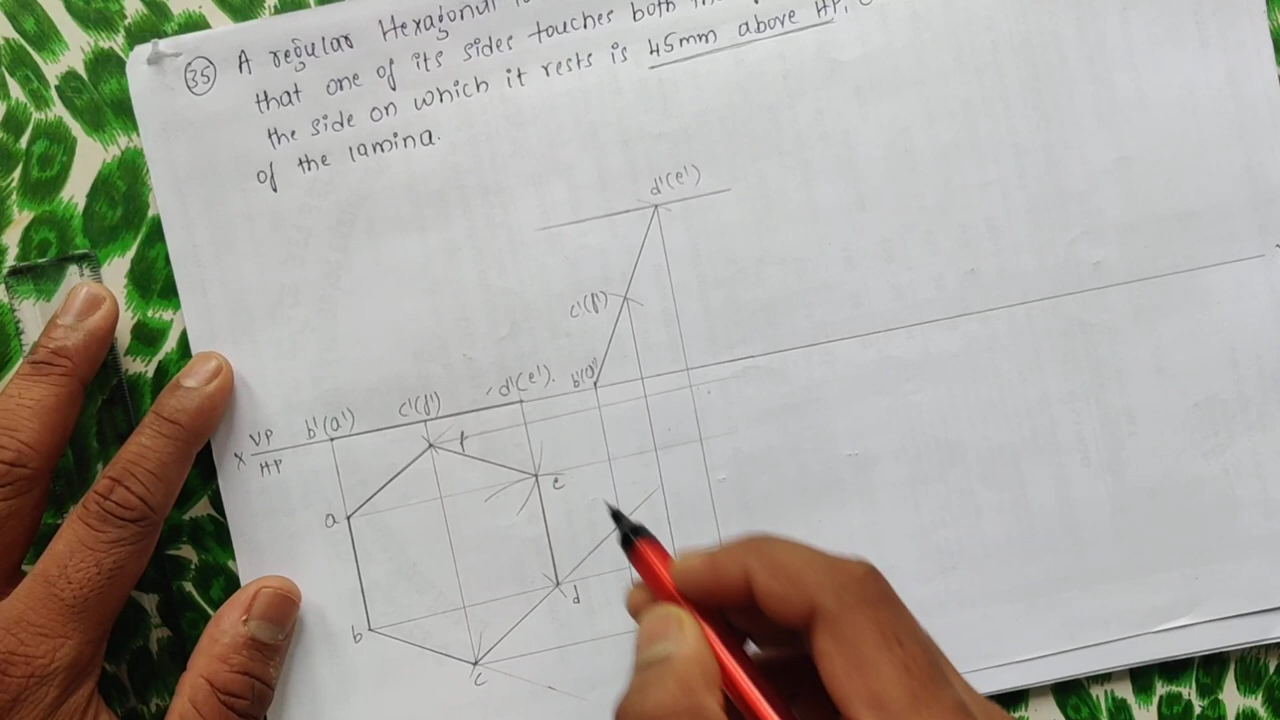 35 A regular Hexagonal
that one of its sides touches both
the side on which it rests is 45mm above HP,
of the lamina.
d'(e')
c'(f')
b'(a') c'(f') d'(e'). b'(a')
X VP
HP
f
a e
d
b
c